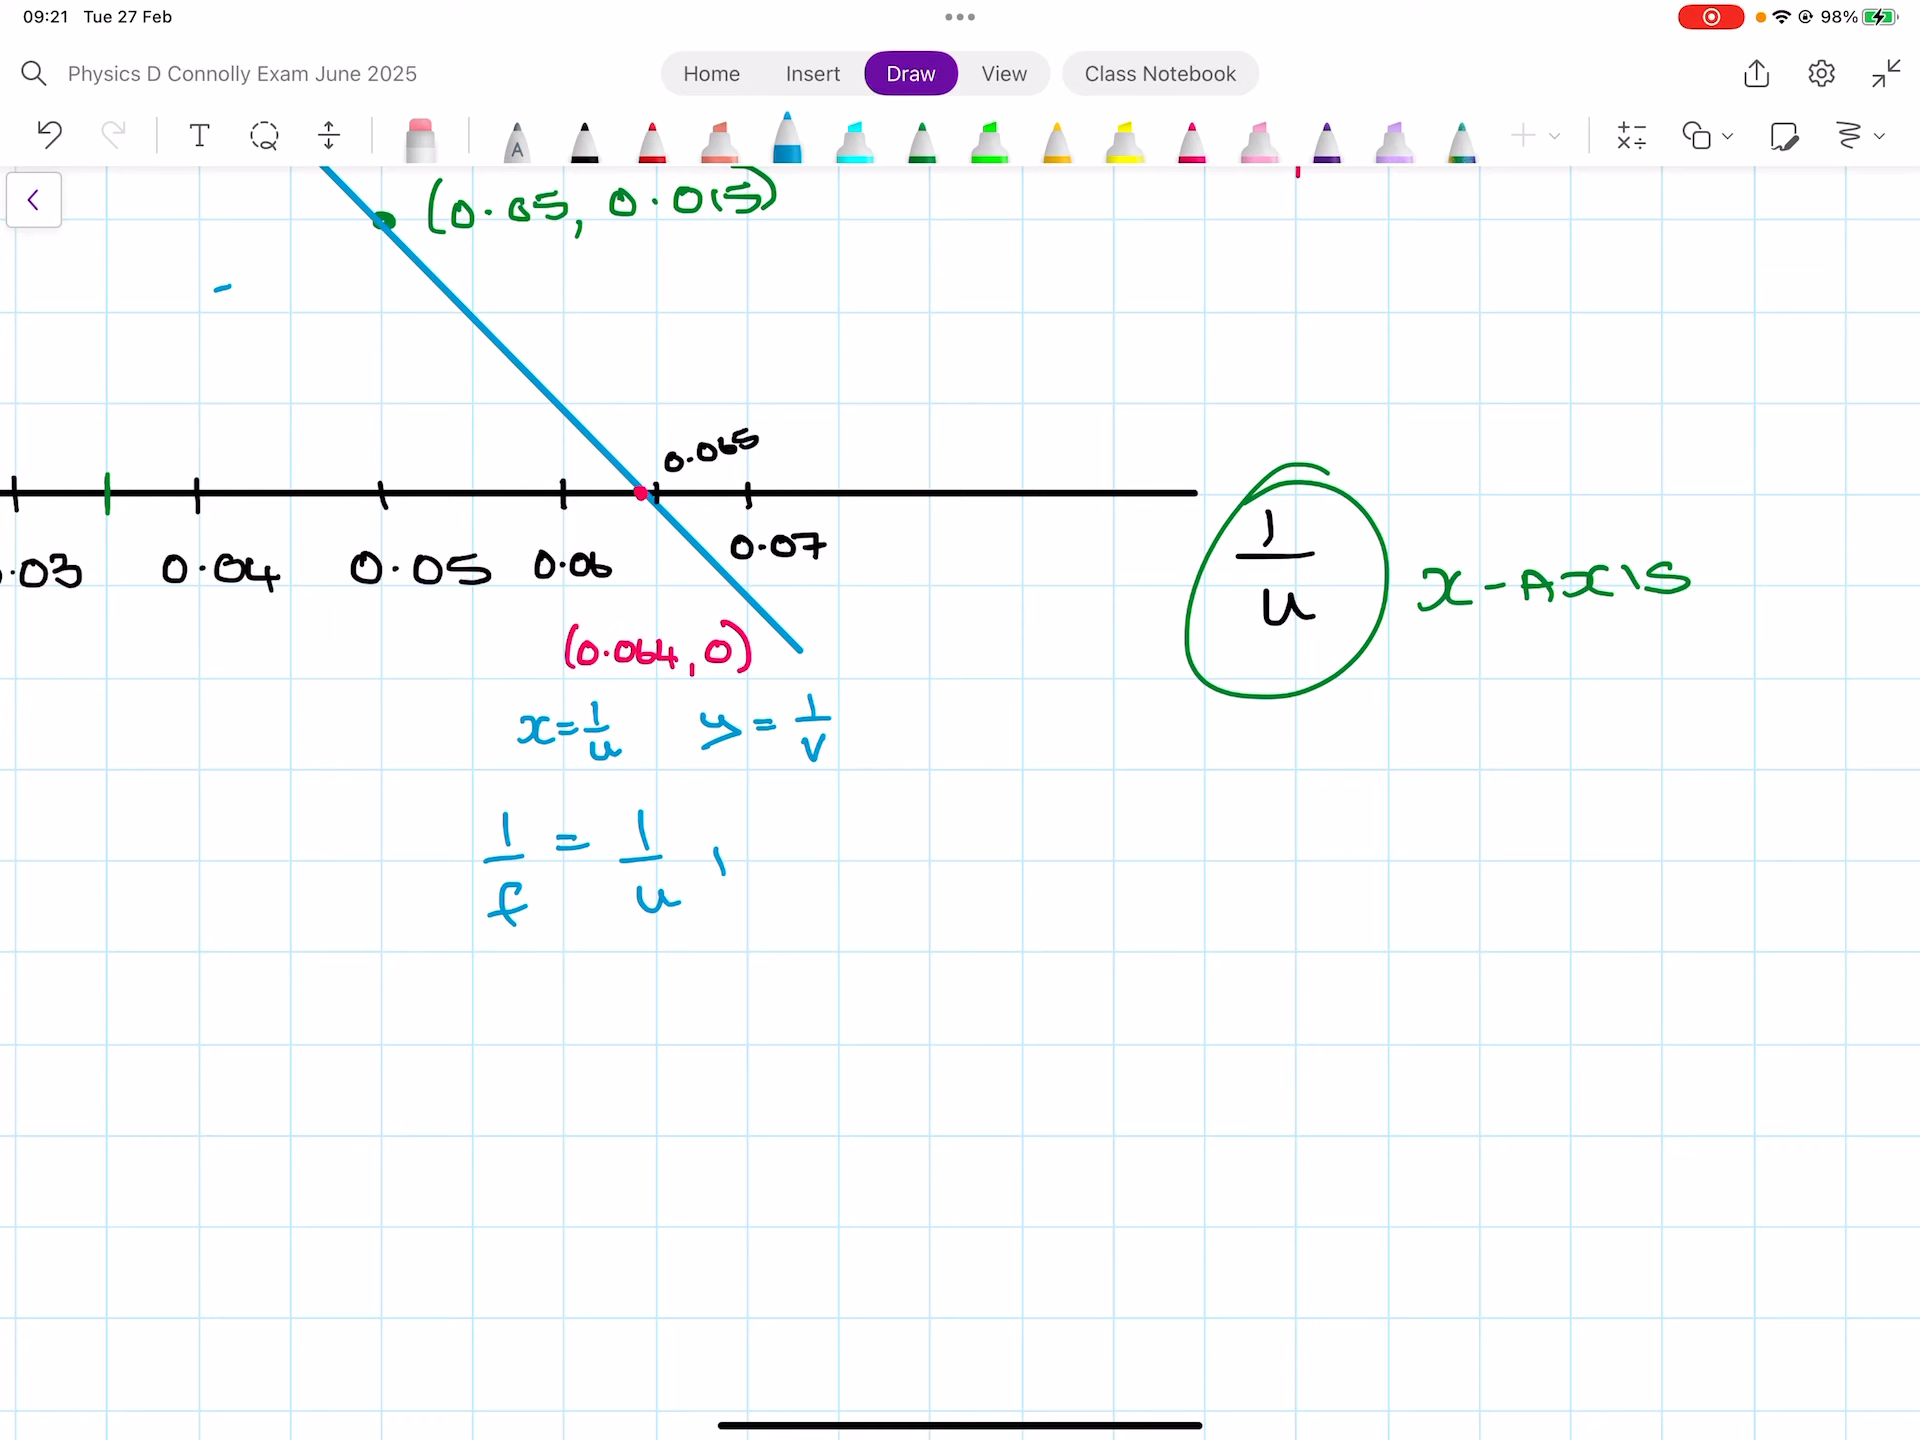 09:21 Tue 27 Feb
98%
Physics D Connolly Exam June 2025
Home Insert Draw View Class Notebook
T
A
(0.05, 0.015)
0.065
.03 0.04 0.05 0.06 0.07
1/u x-AXIS
(0.064, 0)
x = 1/u y = 1/v
1/f = 1/u